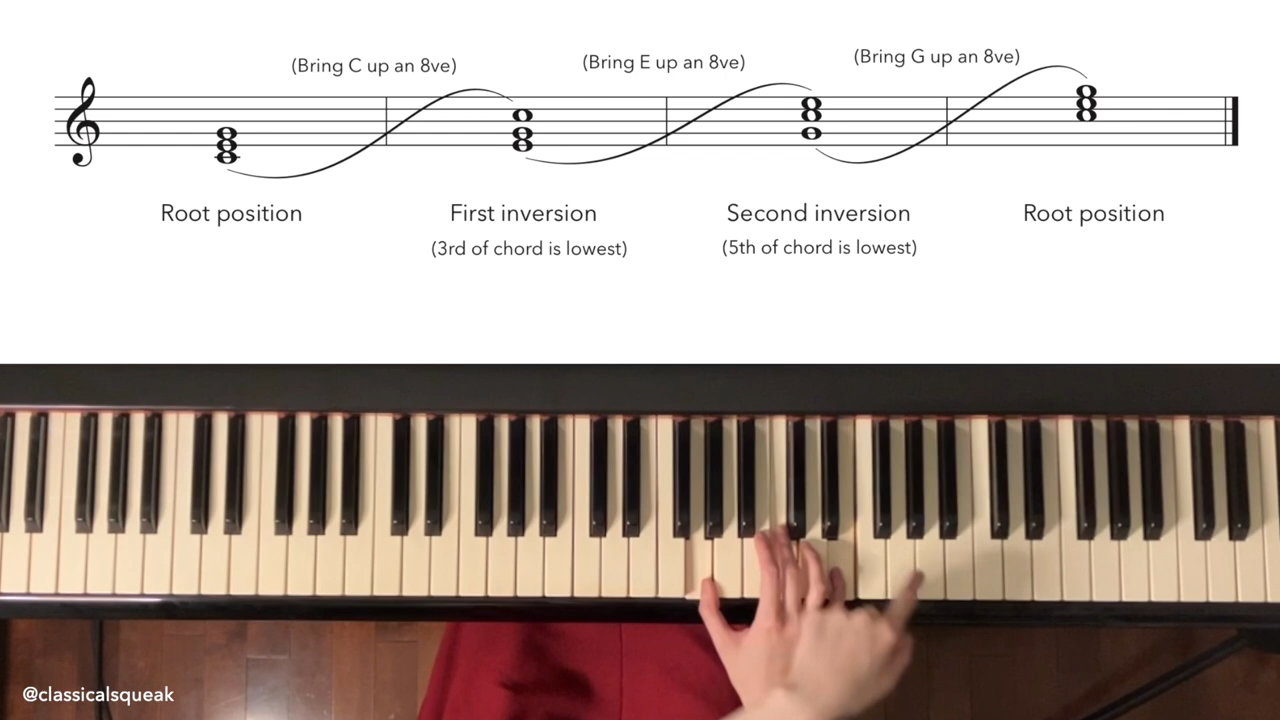 (Bring C up an 8ve)
(Bring E up an 8ve)
(Bring G up an 8ve)
Root position
First inversion
Second inversion
Root position
(3rd of chord is lowest)
(5th of chord is lowest)
@classicalsqueak